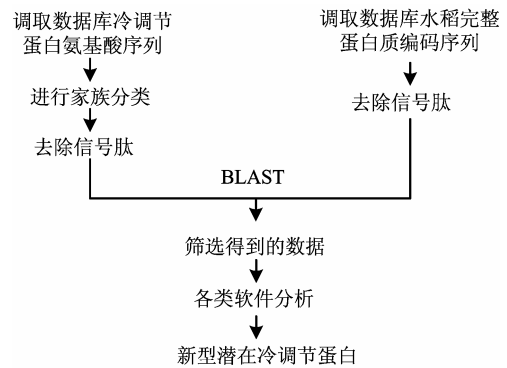 调取数据库冷调节
蛋白氨基酸序列
进行家族分类
去除信号肽
调取数据库水稻完整
蛋白质编码序列
去除信号肽
BLAST
筛选得到的数据
各类软件分析
新型潜在冷调节蛋白